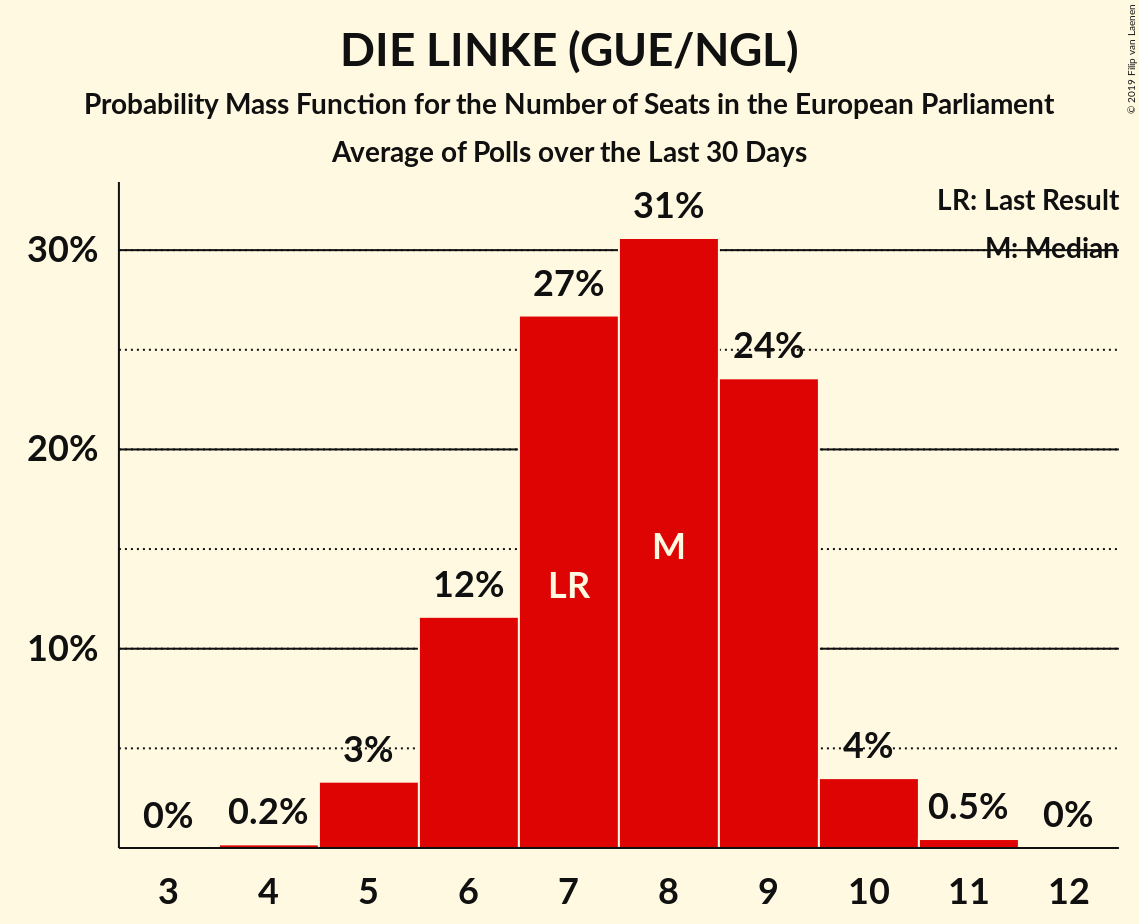 DIE LINKE (GUE/NGL)
Probability Mass Function for the Number of Seats in the European Parliament
Average of Polls over the Last 30 Days
© 2019 Filip van Laenen
LR: Last Result
M: Median
30%
20%
10%
0%
0.2%
3%
12%
27%
31%
24%
4%
0.5%
0%
LR
M
3 4 5 6 7 8 9 10 11 12